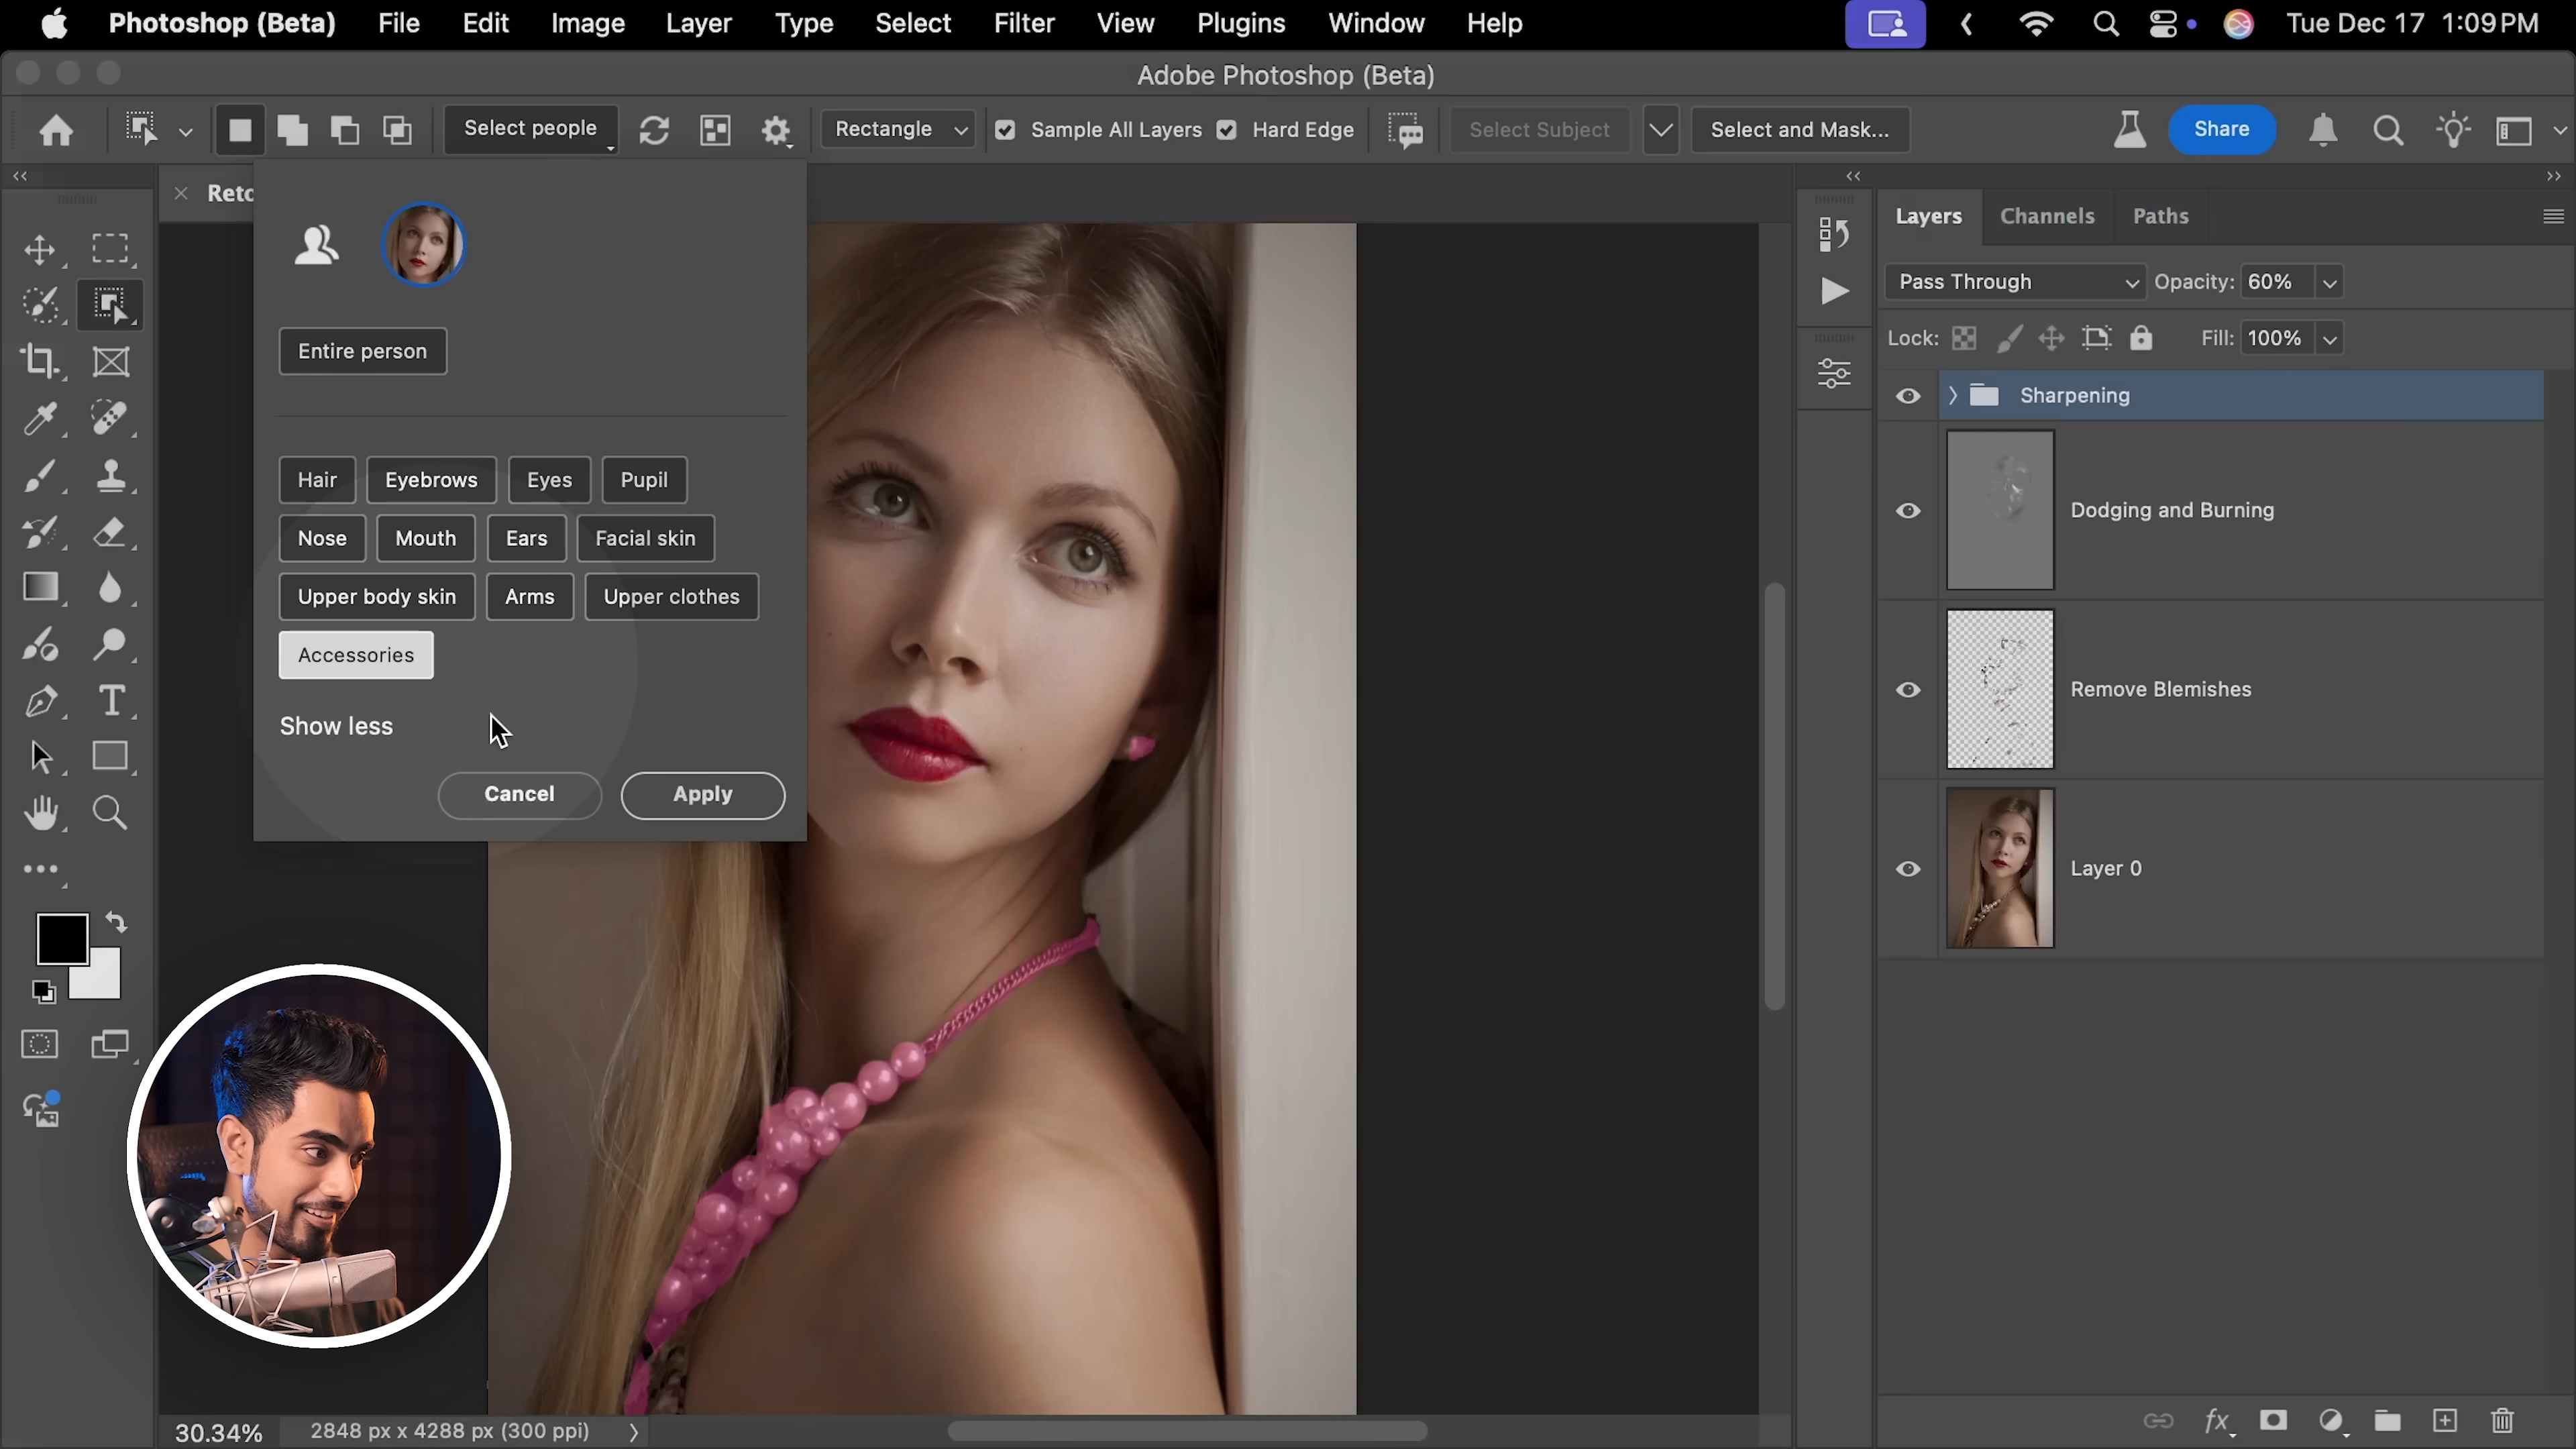 Photoshop (Beta) File Edit Image Layer Type Select Filter View Plugins Window Help Tue Dec 17 1:09 PM
Adobe Photoshop (Beta)
Select people Rectangle Sample All Layers Hard Edge Select Subject Select and Mask... Share
Reto
Entire person
Hair Eyebrows Eyes Pupil
Nose Mouth Ears Facial skin
Upper body skin Arms Upper clothes
Accessories
Show less
Cancel Apply
Layers Channels Paths
Pass Through Opacity: 60%
Lock: Fill: 100%
Sharpening
Dodging and Burning
Remove Blemishes
Layer 0
T
30.34% 2848 px x 4288 px (300 ppi)
fx